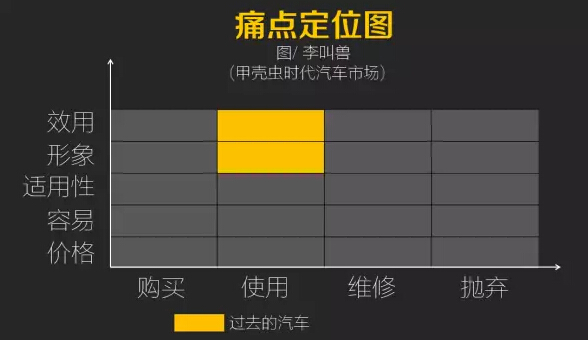 痛点定位图
图/ 李叫兽
（甲壳虫时代汽车市场）
效用
形象
适用性
容易
价格
购买 使用 维修 抛弃
过去的汽车